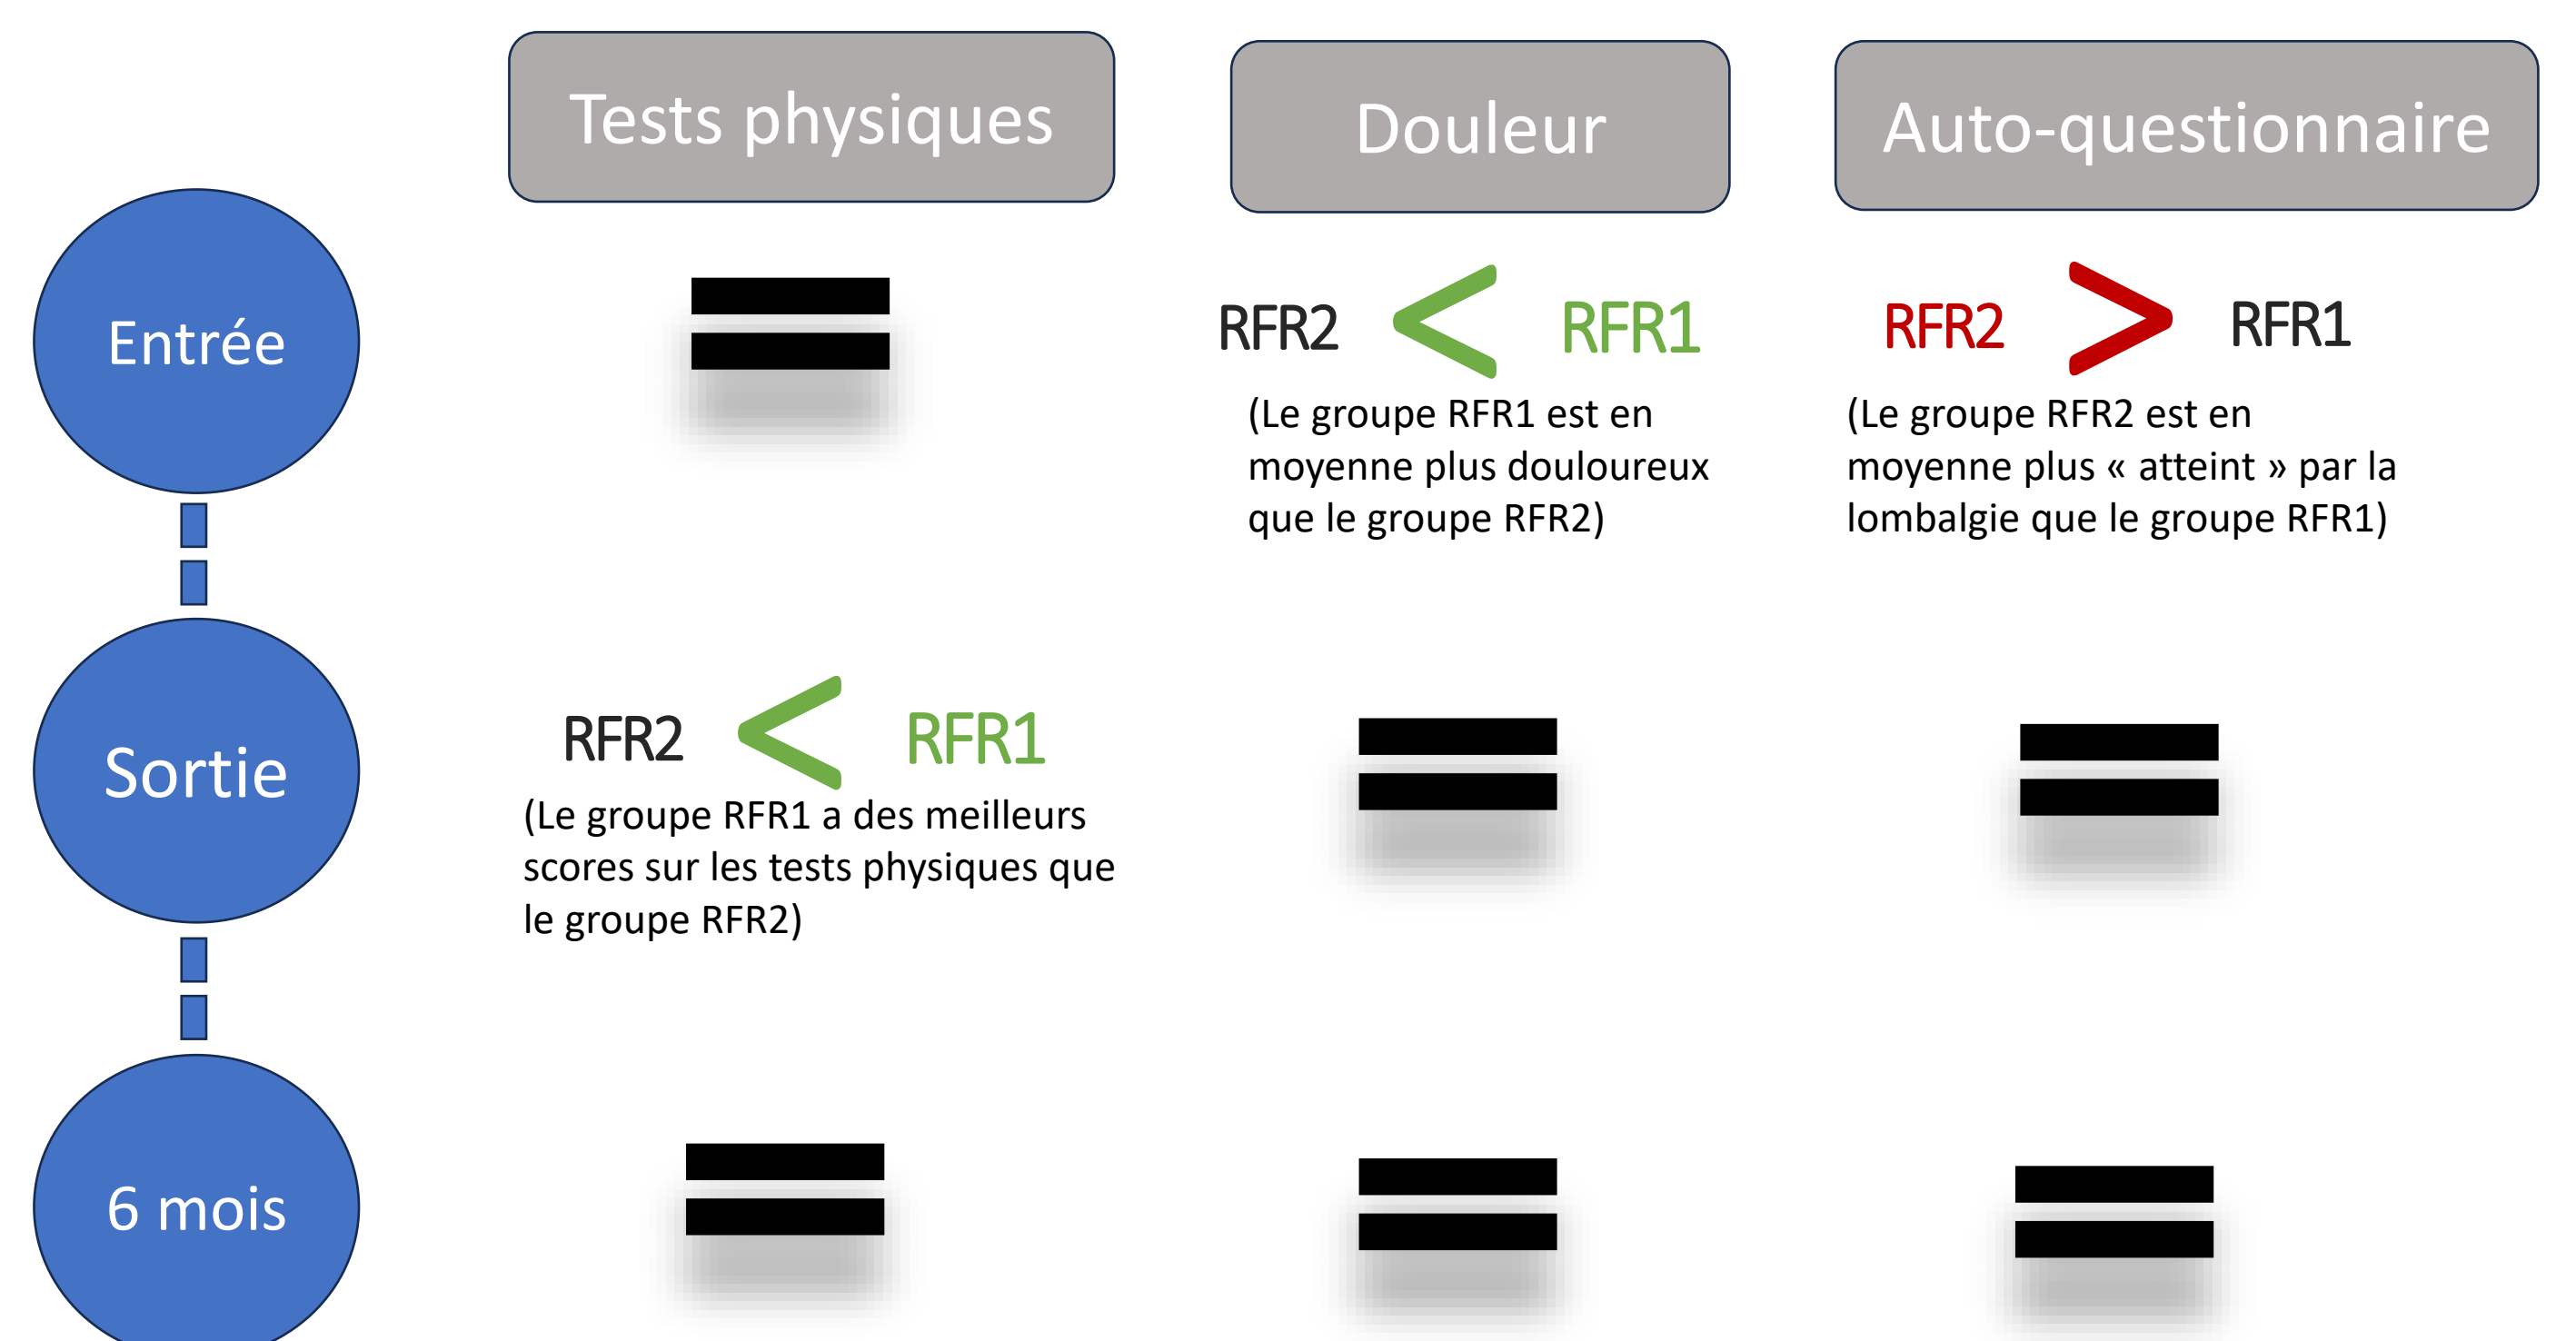 Tests physiques
Douleur
Auto-questionnaire
Entrée
=
RFR2 < RFR1
(Le groupe RFR1 est en
moyenne plus douloureux
que le groupe RFR2)
RFR2 > RFR1
(Le groupe RFR2 est en
moyenne plus « atteint » par la
lombalgie que le groupe RFR1)
Sortie
RFR2 < RFR1
(Le groupe RFR1 a des meilleurs
scores sur les tests physiques que
le groupe RFR2)
=
=
6 mois
=
=
=